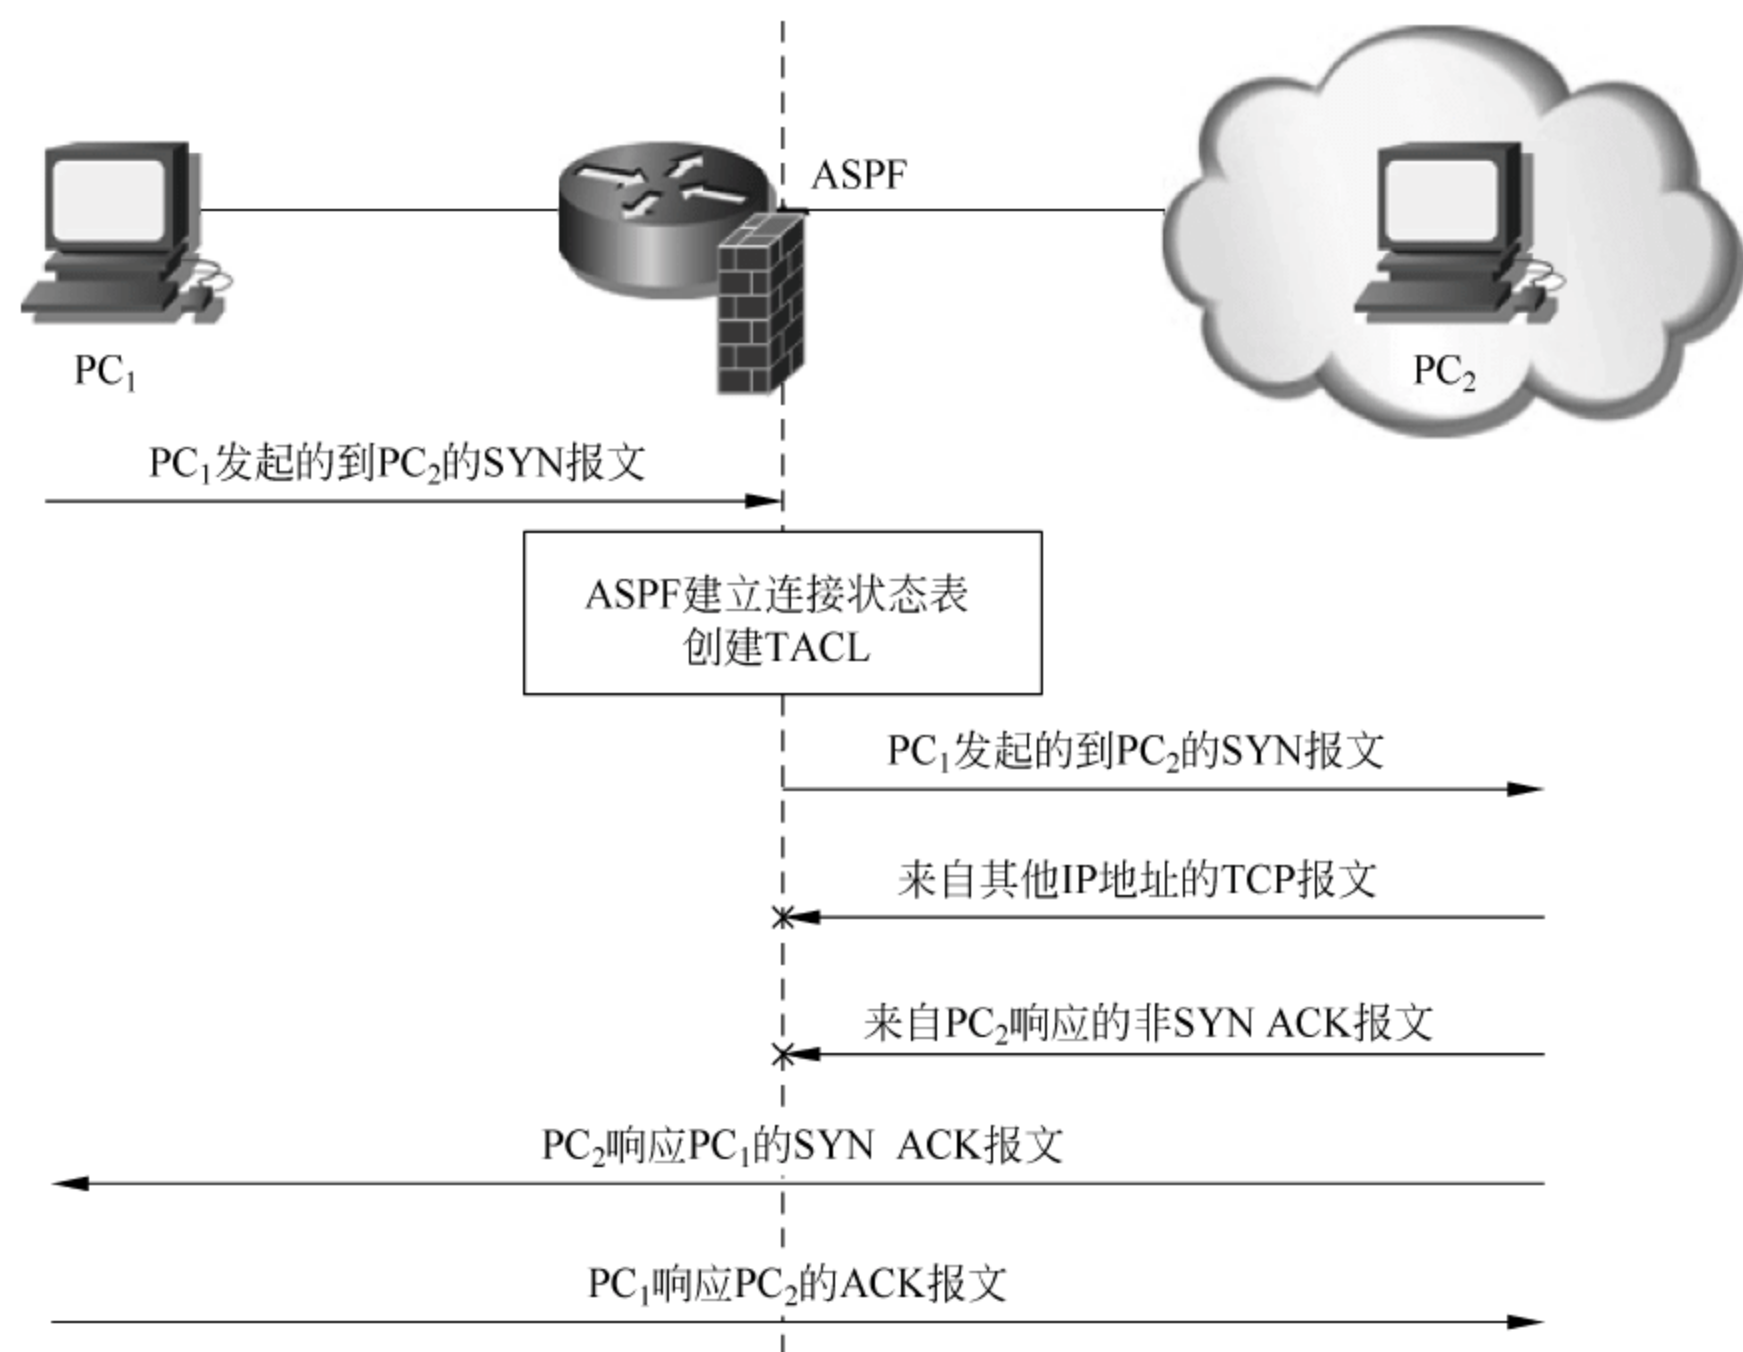 ASPF
PC₁
PC₂
PC₁发起的到PC₂的SYN报文
ASPF建立连接状态表
创建TACL
PC₁发起的到PC₂的SYN报文
来自其他IP地址的TCP报文
来自PC₂响应的非SYN ACK报文
PC₂响应PC₁的SYN ACK报文
PC₁响应PC₂的ACK报文